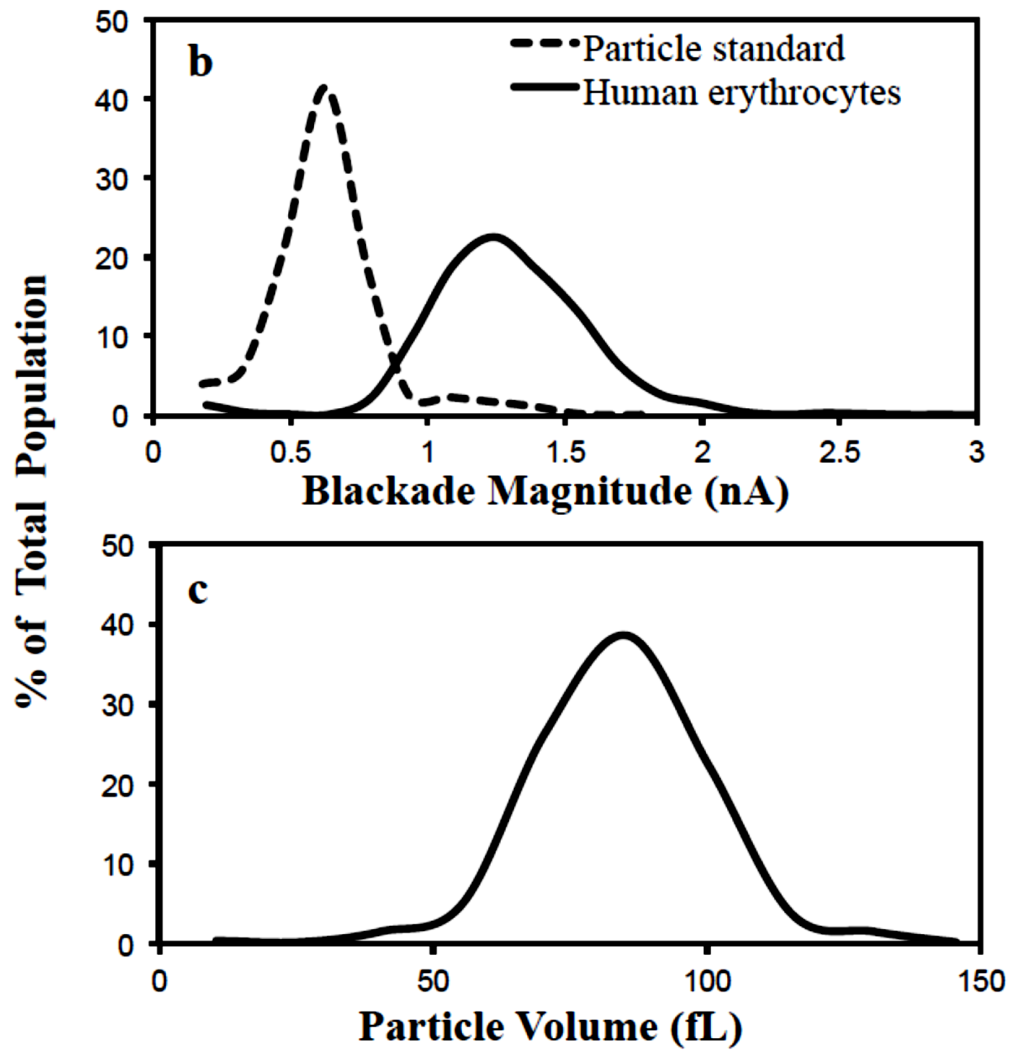 % of Total Population
b
Particle standard
Human erythrocytes
50
40
30
20
10
0
0 0.5 1 1.5 2 2.5 3
Blackade Magnitude (nA)
c
50
40
30
20
10
0
0 50 100 150
Particle Volume (fL)